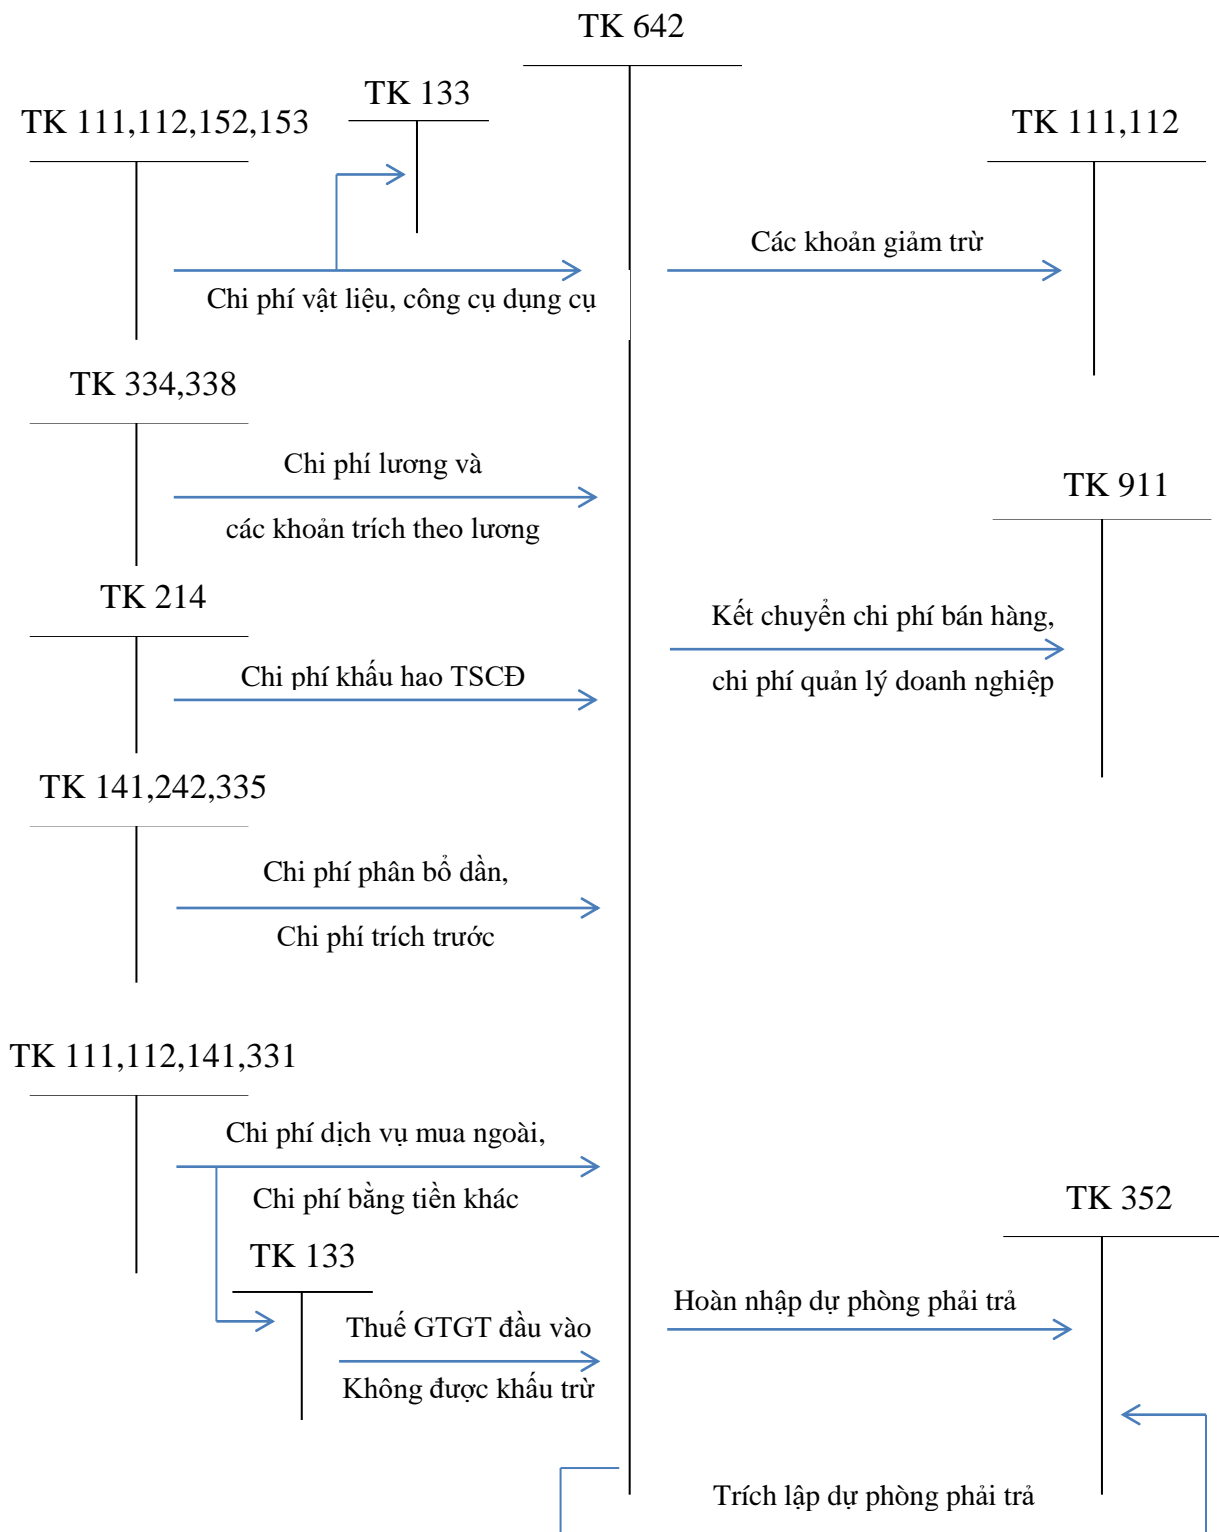 TK 642
TK 133
TK 111,112,152,153
TK 111,112
Các khoản giảm trừ
Chi phí vật liệu, công cụ dụng cụ
TK 334,338
Chi phí lương và
các khoản trích theo lương
TK 911
TK 214
Chi phí khấu hao TSCĐ
Kết chuyển chi phí bán hàng,
chi phí quản lý doanh nghiệp
TK 141,242,335
Chi phí phân bổ dần,
Chi phí trích trước
TK 111,112,141,331
Chi phí dịch vụ mua ngoài,
Chi phí bằng tiền khác
TK 352
TK 133
Hoàn nhập dự phòng phải trả
Thuế GTGT đầu vào
Không được khấu trừ
Trích lập dự phòng phải trả